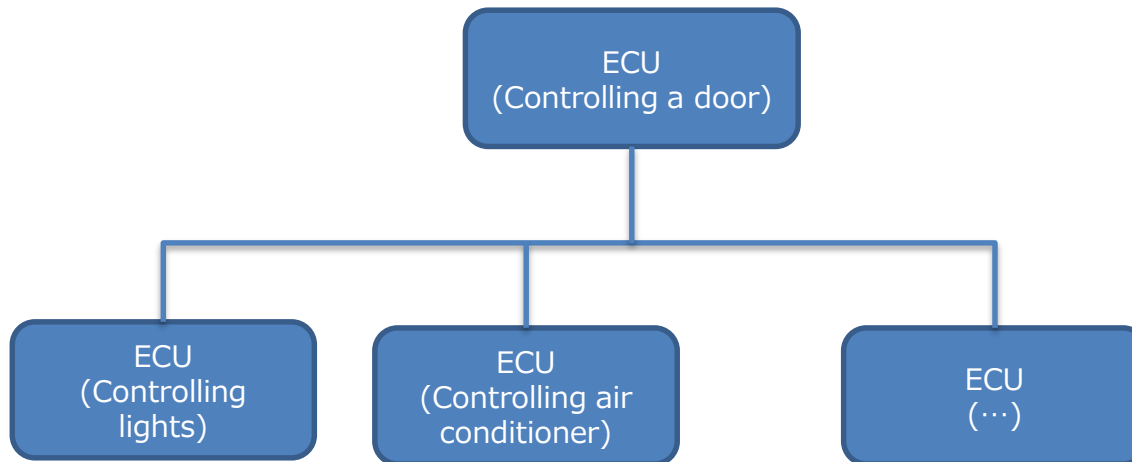 ECU
(Controlling a door)
ECU
(Controlling
lights)
ECU
(Controlling air
conditioner)
ECU
(…)